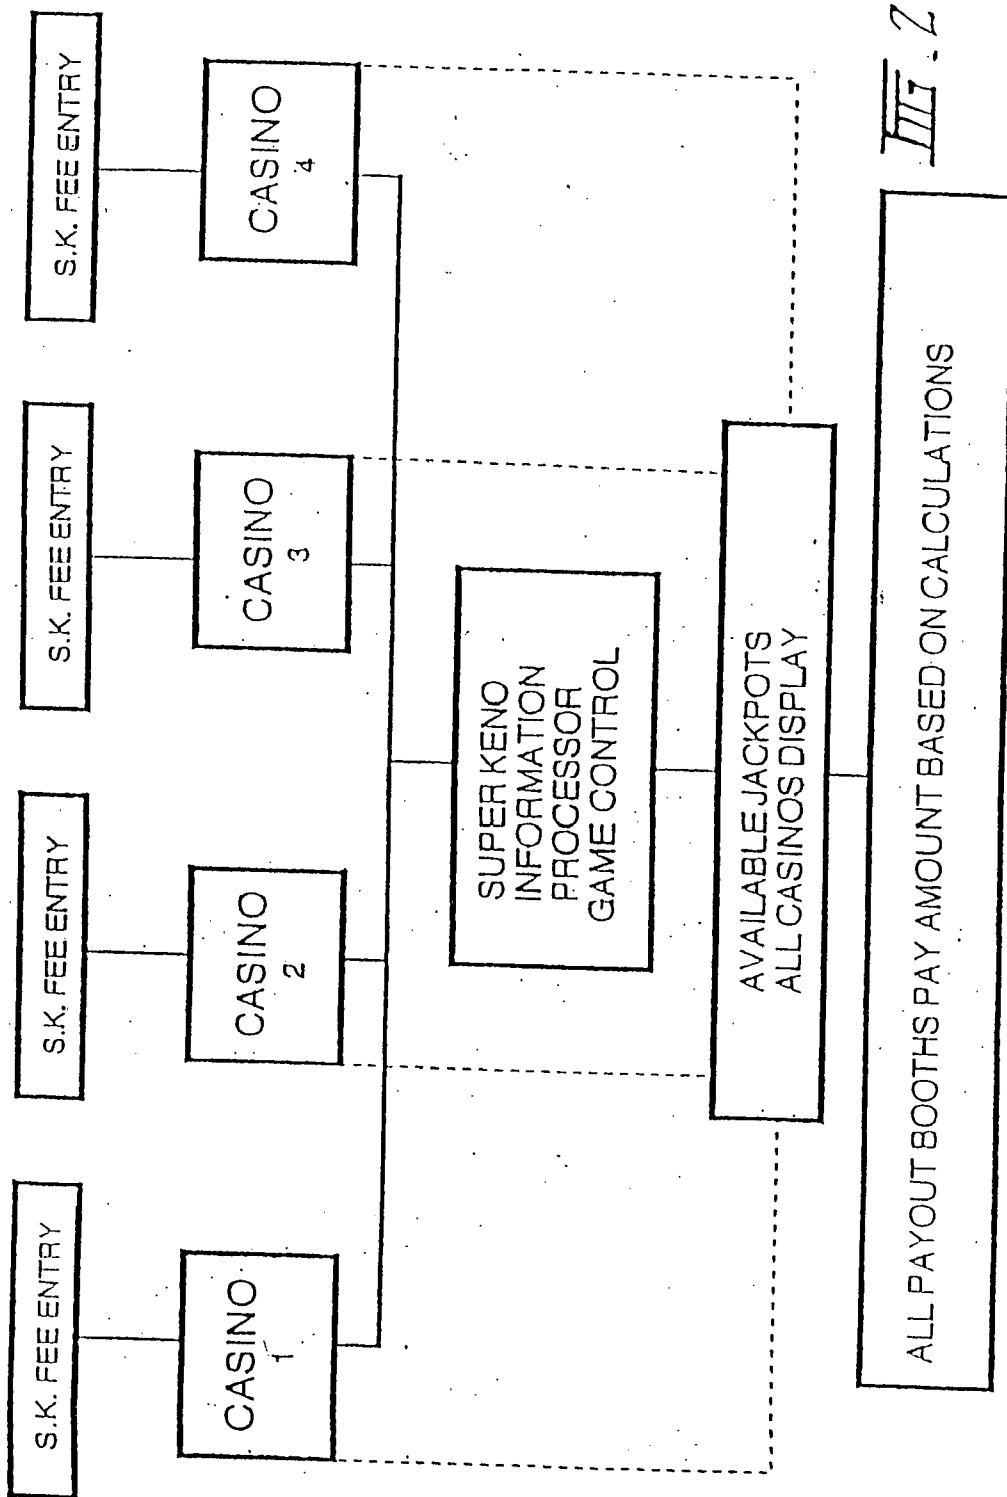 S.K. FEE ENTRY
S.K. FEE ENTRY
S.K. FEE ENTRY
S.K. FEE ENTRY
CASINO
1
CASINO
2
CASINO
3
CASINO
4
SUPER KENO
INFORMATION
PROCESSOR
GAME CONTROL
AVAILABLE JACKPOTS
ALL CASINOS DISPLAY
ALL PAYOUT BOOTHS PAY AMOUNT BASED ON CALCULATIONS
FIG. 2